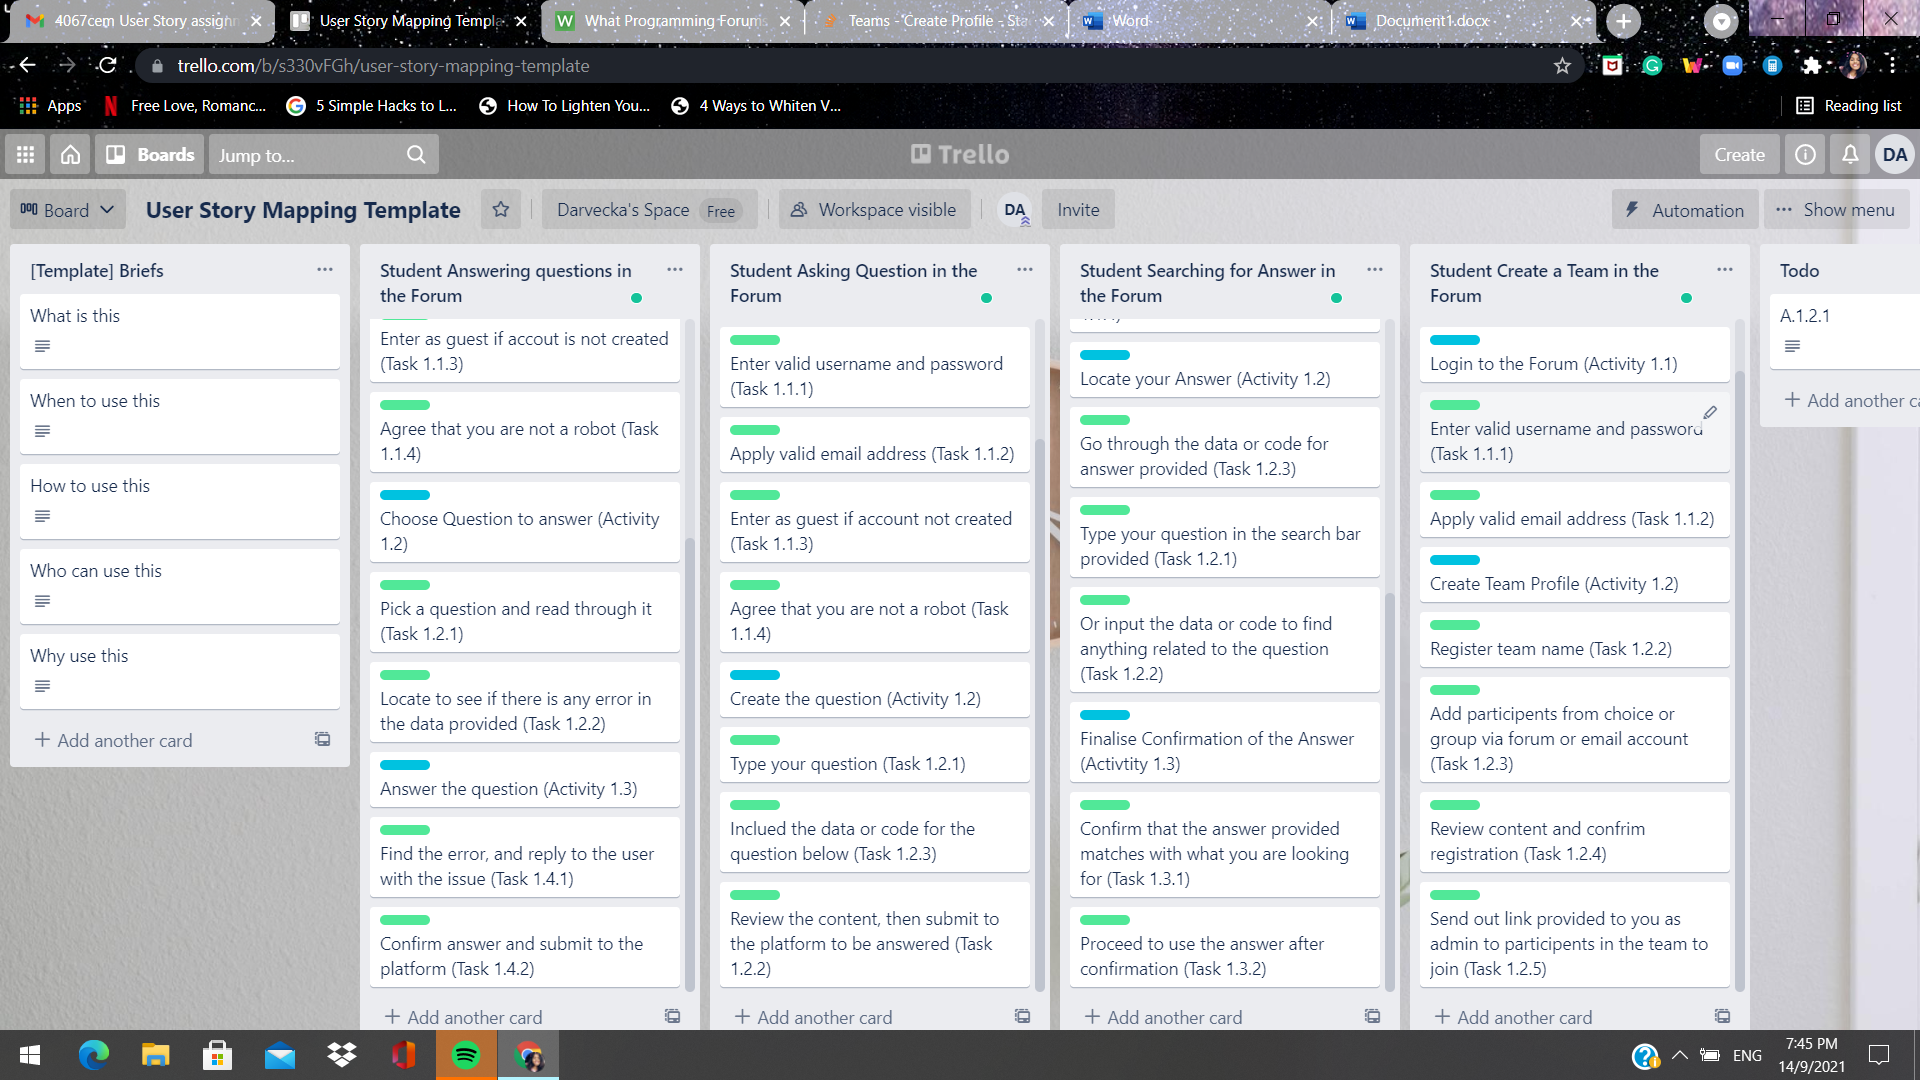 4067cem User Story assignm
User Story Mapping Templa
What Programming Forums
Teams - Create Profile - Sta
Word
Document1.docx
trello.com/b/s330vFGh/user-story-mapping-template
Apps
Free Love, Romanc...
5 Simple Hacks to L...
How To Lighten You...
4 Ways to Whiten V...
Reading list
Boards
Jump to...
Trello
Create
DA
Board
User Story Mapping Template
Darvecka's Space Free
Workspace visible
DA
Invite
Automation
Show menu
[Template] Briefs
What is this
When to use this
How to use this
Who can use this
Why use this
+ Add another card
Student Answering questions in
the Forum
Enter as guest if accout is not created
(Task 1.1.3)
Agree that you are not a robot (Task
1.1.4)
Choose Question to answer (Activity
1.2)
Pick a question and read through it
(Task 1.2.1)
Locate to see if there is any error in
the data provided (Task 1.2.2)
Answer the question (Activity 1.3)
Find the error, and reply to the user
with the issue (Task 1.4.1)
Confirm answer and submit to the
platform (Task 1.4.2)
+ Add another card
Student Asking Question in the
Forum
Enter valid username and password
(Task 1.1.1)
Apply valid email address (Task 1.1.2)
Enter as guest if account not created
(Task 1.1.3)
Agree that you are not a robot (Task
1.1.4)
Create the question (Activity 1.2)
Type your question (Task 1.2.1)
Inclued the data or code for the
question below (Task 1.2.3)
Review the content, then submit to
the platform to be answered (Task
1.2.2)
+ Add another card
Student Searching for Answer in
the Forum
Locate your Answer (Activity 1.2)
Go through the data or code for
answer provided (Task 1.2.3)
Type your question in the search bar
provided (Task 1.2.1)
Or input the data or code to find
anything related to the question
(Task 1.2.2)
Finalise Confirmation of the Answer
(Activtity 1.3)
Confirm that the answer provided
matches with what you are looking
for (Task 1.3.1)
Proceed to use the answer after
confirmation (Task 1.3.2)
+ Add another card
Student Create a Team in the
Forum
Login to the Forum (Activity 1.1)
Enter valid username and password
(Task 1.1.1)
Apply valid email address (Task 1.1.2)
Create Team Profile (Activity 1.2)
Register team name (Task 1.2.2)
Add participents from choice or
group via forum or email account
(Task 1.2.3)
Review content and confrim
registration (Task 1.2.4)
Send out link provided to you as
admin to participents in the team to
join (Task 1.2.5)
+ Add another card
Todo
A.1.2.1
+ Add another ca
ENG
7:45 PM
14/9/2021